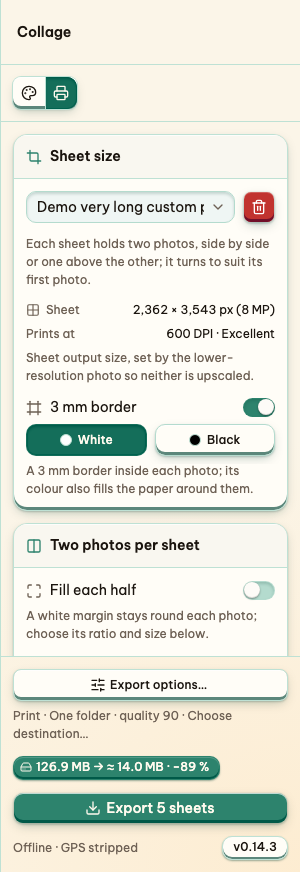 Collage
Sheet size
Demo very long custom p
Each sheet holds two photos, side by side
or one above the other; it turns to suit its
first photo.
Sheet 2,362 × 3,543 px (8 MP)
Prints at 600 DPI · Excellent
Sheet output size, set by the lower-
resolution photo so neither is upscaled.
3 mm border
White Black
A 3 mm border inside each photo; its
colour also fills the paper around them.
Two photos per sheet
Fill each half
A white margin stays round each photo;
choose its ratio and size below.
Export options…
Print · One folder · quality 90 · Choose
destination…
126.9 MB → ≈ 14.0 MB · −89 %
Export 5 sheets
Offline · GPS stripped v0.14.3